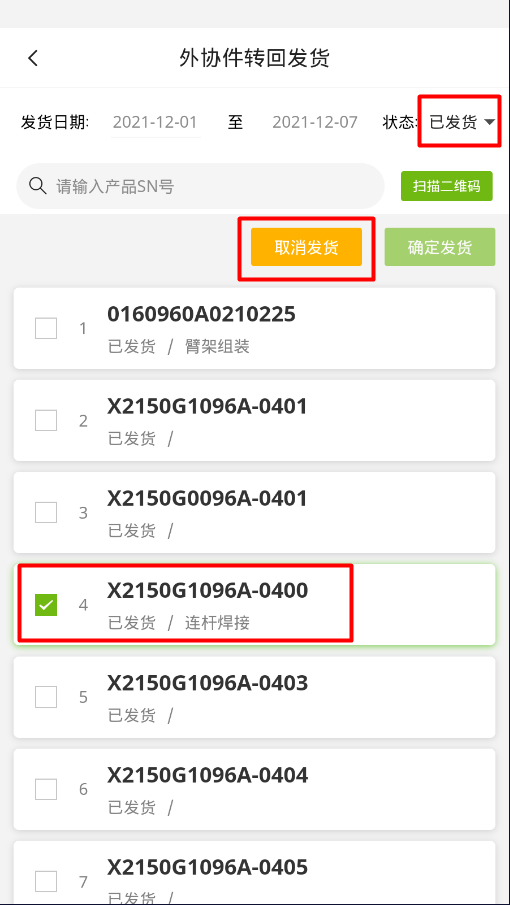 外协件转回发货
发货日期: 2021-12-01 至 2021-12-07 状态: 已发货
请输入产品SN号 扫描二维码
取消发货 确定发货
1 0160960A0210225
已发货 / 臂架组装
2 X2150G1096A-0401
已发货 /
3 X2150G0096A-0401
已发货 /
4 X2150G1096A-0400
已发货 / 连杆焊接
5 X2150G1096A-0403
已发货 /
6 X2150G1096A-0404
已发货 /
7 X2150G1096A-0405
已发货 /